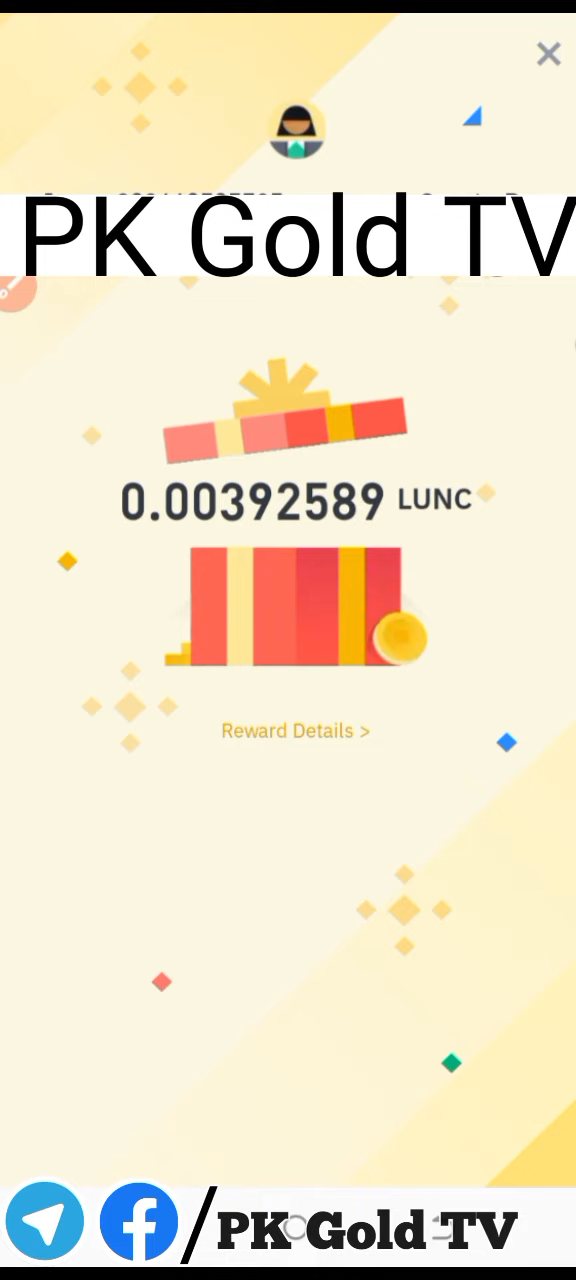 PK Gold TV
0.00392589 LUNC
Reward Details >
/PK Gold TV